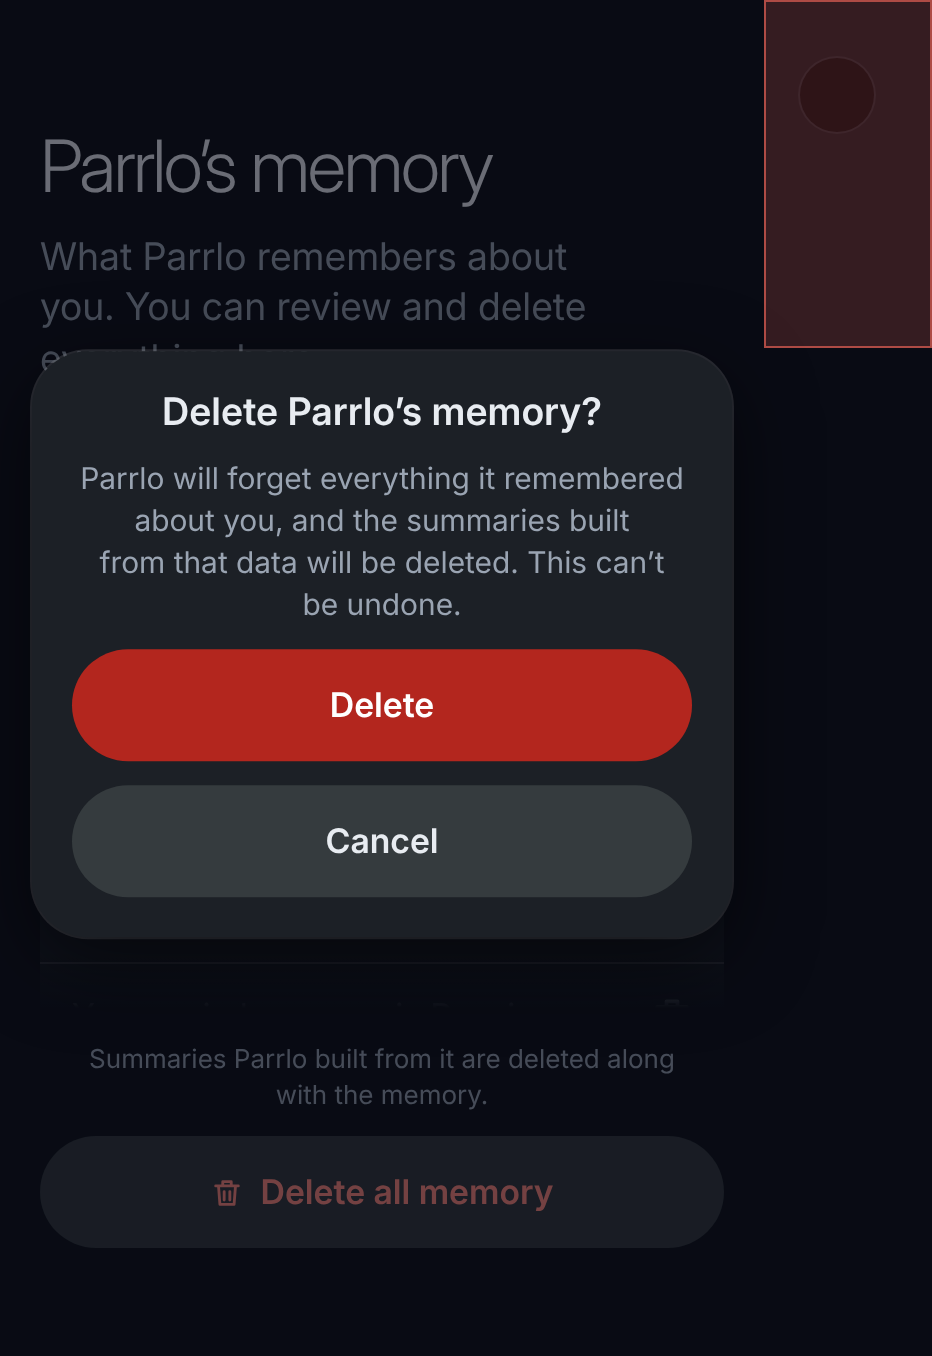 Parrlo’s memory
What Parrlo remembers about
you. You can review and delete
Delete Parrlo’s memory?
Parrlo will forget everything it remembered
about you, and the summaries built
from that data will be deleted. This can’t
be undone.
Delete
Cancel
Summaries Parrlo built from it are deleted along
with the memory.
Delete all memory